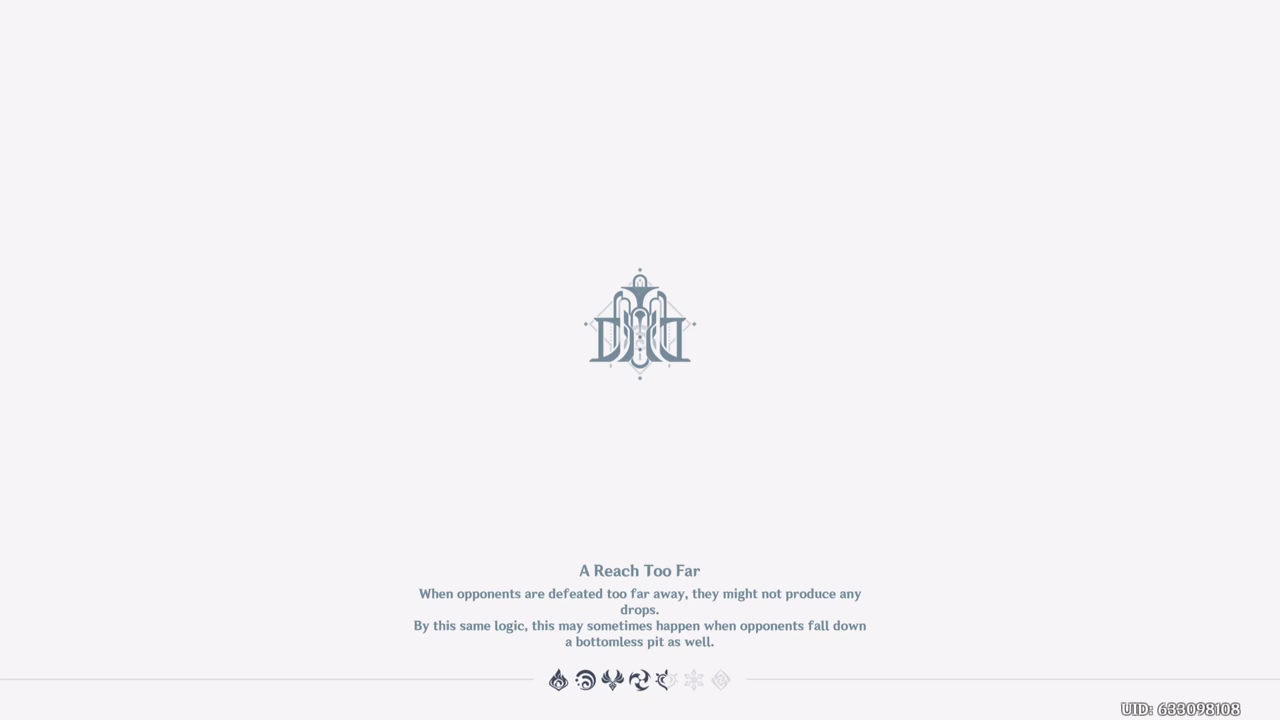 A Reach Too Far
When opponents are defeated too far away, they might not produce any
drops.
By this same logic, this may sometimes happen when opponents fall down
a bottomless pit as well.
UID: 633098108